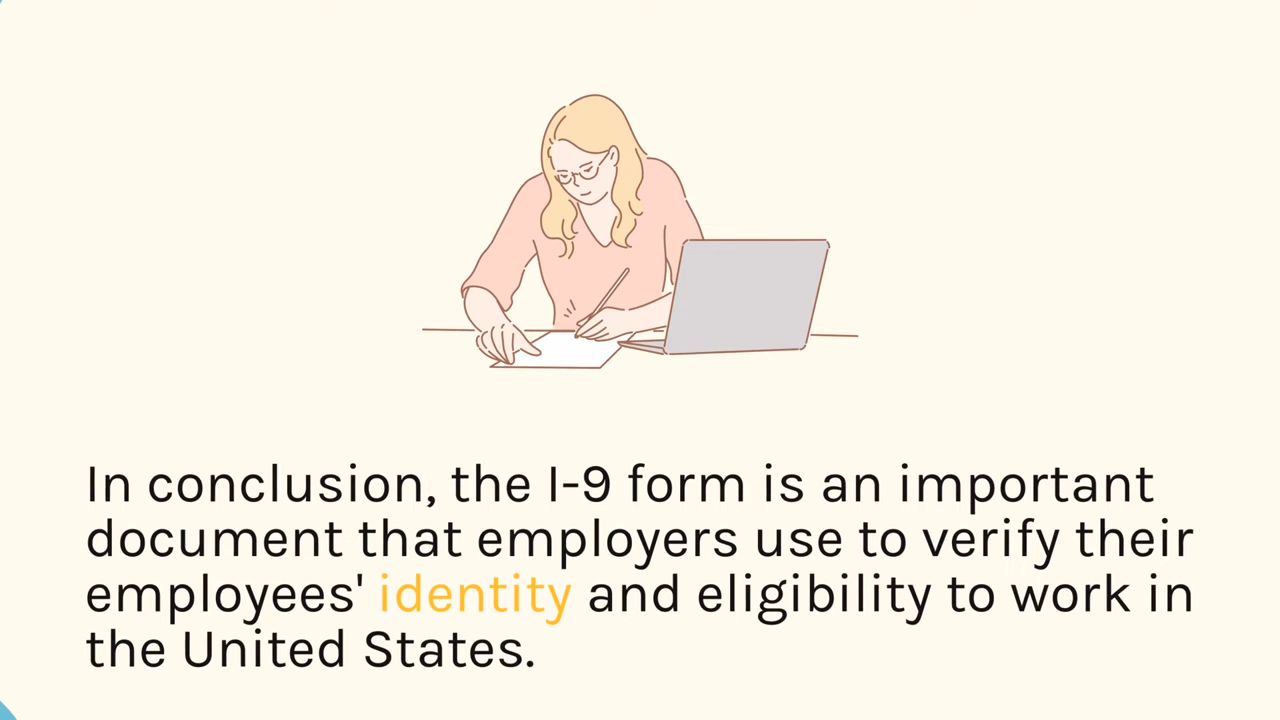 In conclusion, the I-9 form is an important
document that employers use to verify their
employees' identity and eligibility to work in
the United States.